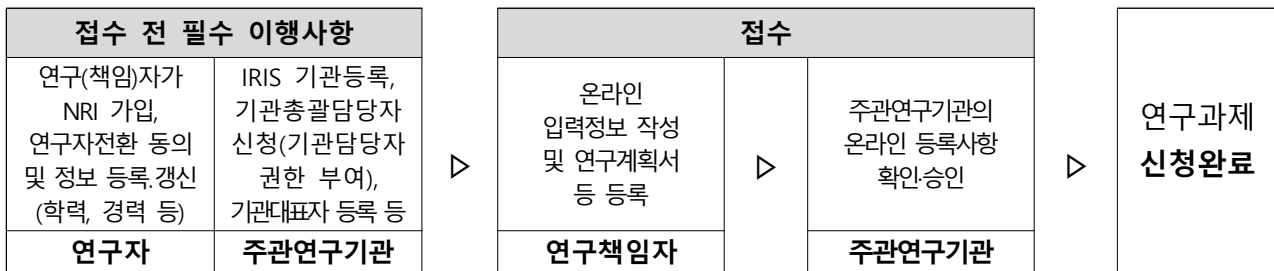 접수 전 필수 이행사항
연구(책임)자가
NRI 가입,
연구자전환 동의
및 정보 등록.갱신
(학력, 경력 등)
연구자
IRIS 기관등록,
기관총괄담당자
신청(기관담당자
권한 부여),
기관대표자 등록 등
주관연구기관
▷
접수
온라인
입력정보 작성
및 연구계획서
등 등록
연구책임자
▷
주관연구기관의
온라인 등록사항
확인·승인
주관연구기관
▷
연구과제
신청완료